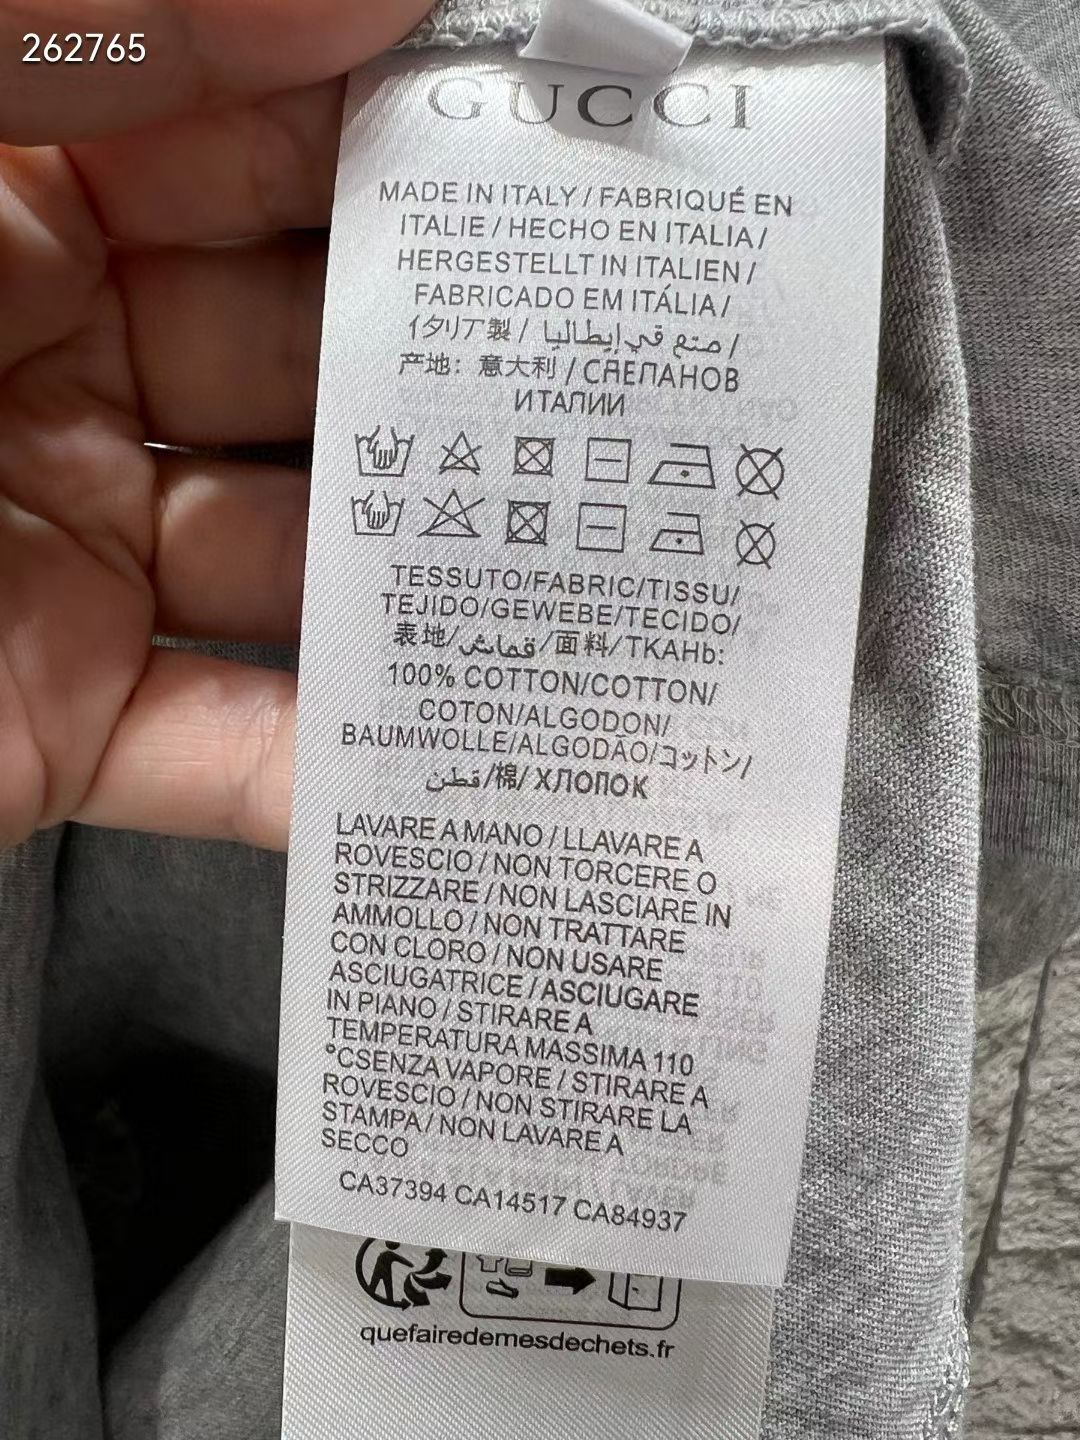 262765
GUCCI
MADE IN ITALY / FABRIQUÉ EN
ITALIE / HECHO EN ITALIA /
HERGESTELLT IN ITALIEN /
FABRICADO EM ITÁLIA /
イタリア製 / صتع في إيطاليا /
产地：意大利 / СДЕПАНОВ
ИТАПИИ
TESSUTO/FABRIC/TISSU/
TEJIDO/GEWEBE/TECIDO/
表地/قماش/面料/TKAHb:
100% COTTON/COTTON/
COTON/ALGODON/
BAUMWOLLE/ALGODÃO/コットン/
قطن/棉/ХЛОПОК
LAVARE A MANO / LLAVARE A
ROVESCIO / NON TORCERE O
STRIZZARE / NON LASCIARE IN
AMMOLLO / NON TRATTARE
CON CLORO / NON USARE
ASCIUGATRICE / ASCIUGARE
IN PIANO / STIRARE A
TEMPERATURA MASSIMA 110
°CSENZA VAPORE / STIRARE A
ROVESCIO / NON STIRARE LA
STAMPA / NON LAVARE A
SECCO
CA37394 CA14517 CA84937
quefairedemesdechets.fr